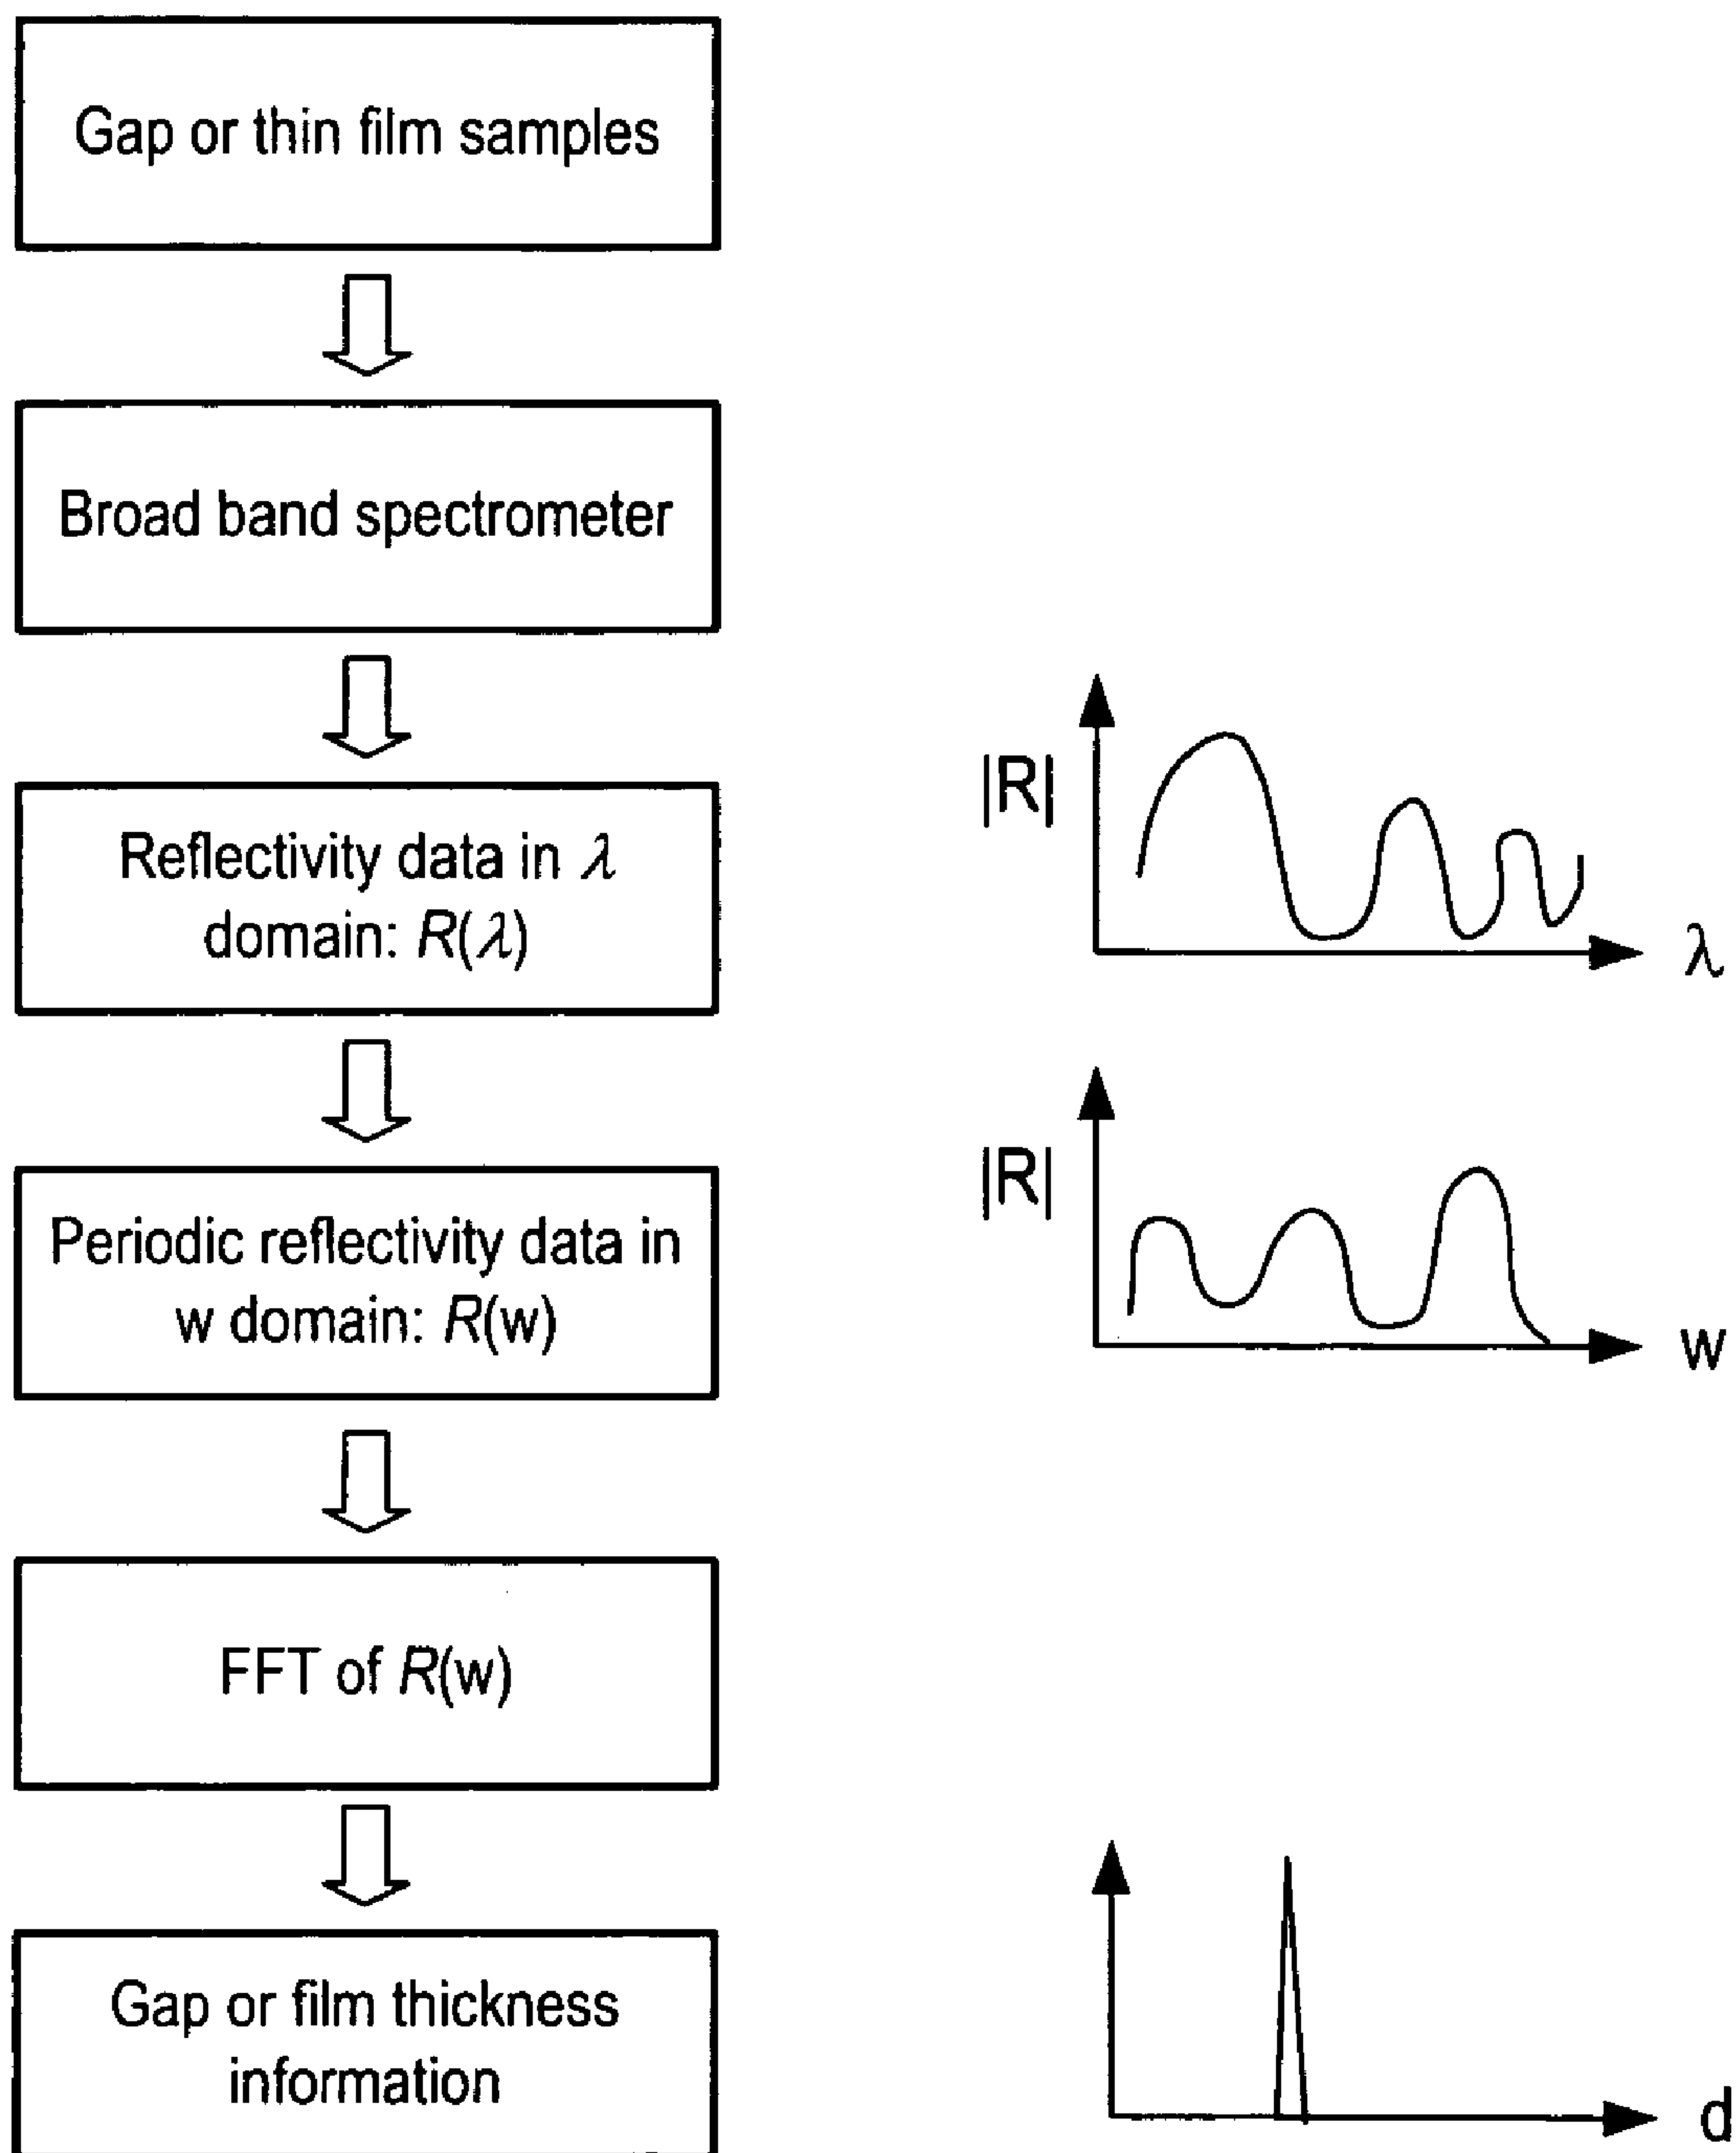 Gap or thin film samples
Broad band spectrometer
Reflectivity data in λ
domain: R(λ)
|R|
λ
Periodic reflectivity data in
w domain: R(w)
|R|
w
FFT of R(w)
Gap or film thickness
information
d